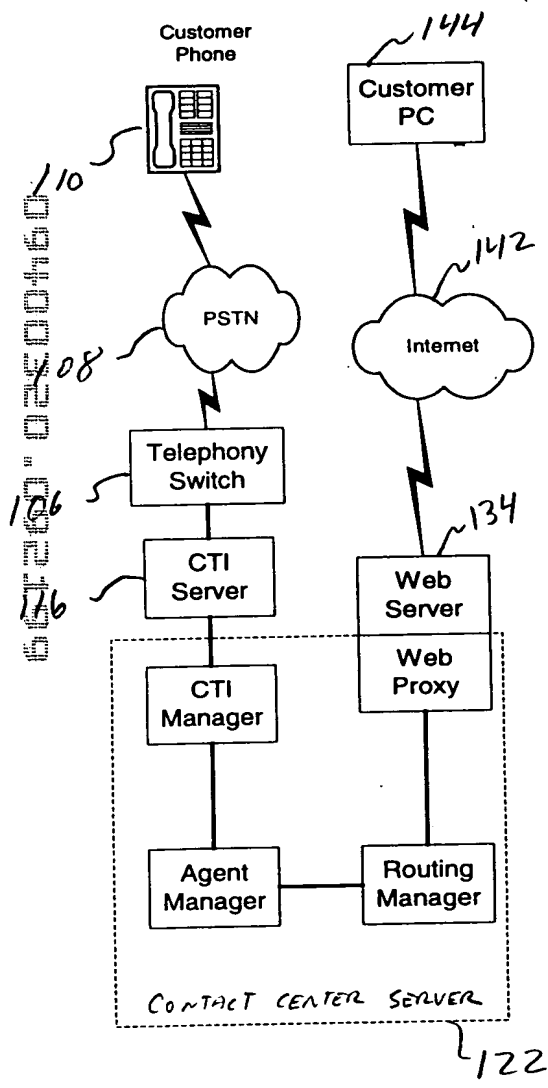 Customer
Phone
110
144
Customer
PC
PSTN
108
142
Internet
Telephony
Switch
106
134
CTI
Server
116
Web
Server
CTI
Manager
Web
Proxy
Agent
Manager
Routing
Manager
CONTACT CENTER SERVER
122